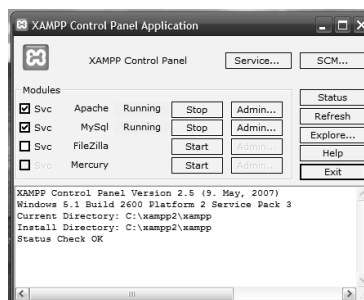 XAMPP Control Panel Application
XAMPP Control Panel
Service...
SCM...
Modules
Svc Apache Running Stop Admin...
Svc MySql Running Stop Admin...
Svc FileZilla Start Admin...
Svc Mercury Start Admin...
Status
Refresh
Explore...
Help
Exit
XAMPP Control Panel Version 2.5 (9. May, 2007)
Windows 5.1 Build 2600 Platform 2 Service Pack 3
Current Directory: C:\xampp2\xampp
Install Directory: C:\xampp2\xampp
Status Check OK